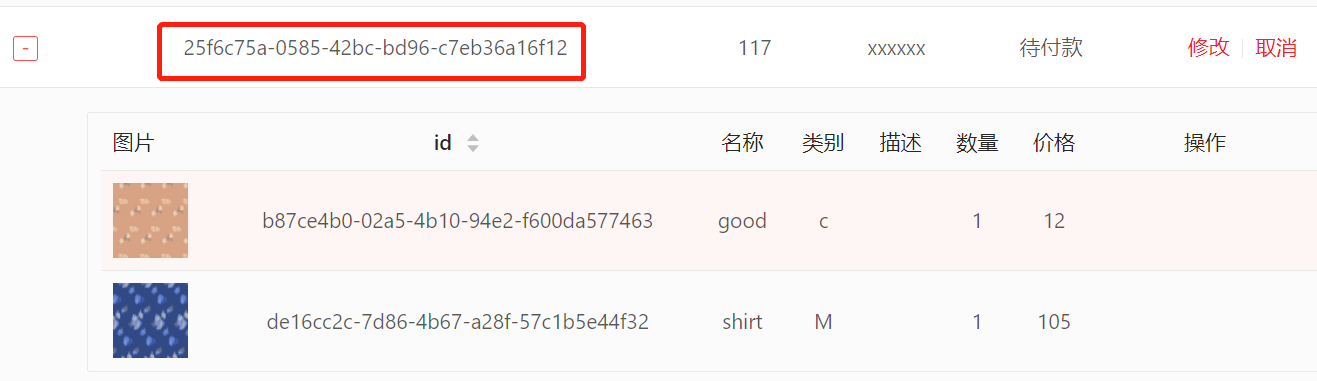 - 25f6c75a-0585-42bc-bd96-c7eb36a16f12 117 xxxxxx 待付款 修改 取消
图片 id 名称 类别 描述 数量 价格 操作
b87ce4b0-02a5-4b10-94e2-f600da577463 good c 1 12
de16cc2c-7d86-4b67-a28f-57c1b5e44f32 shirt M 1 105